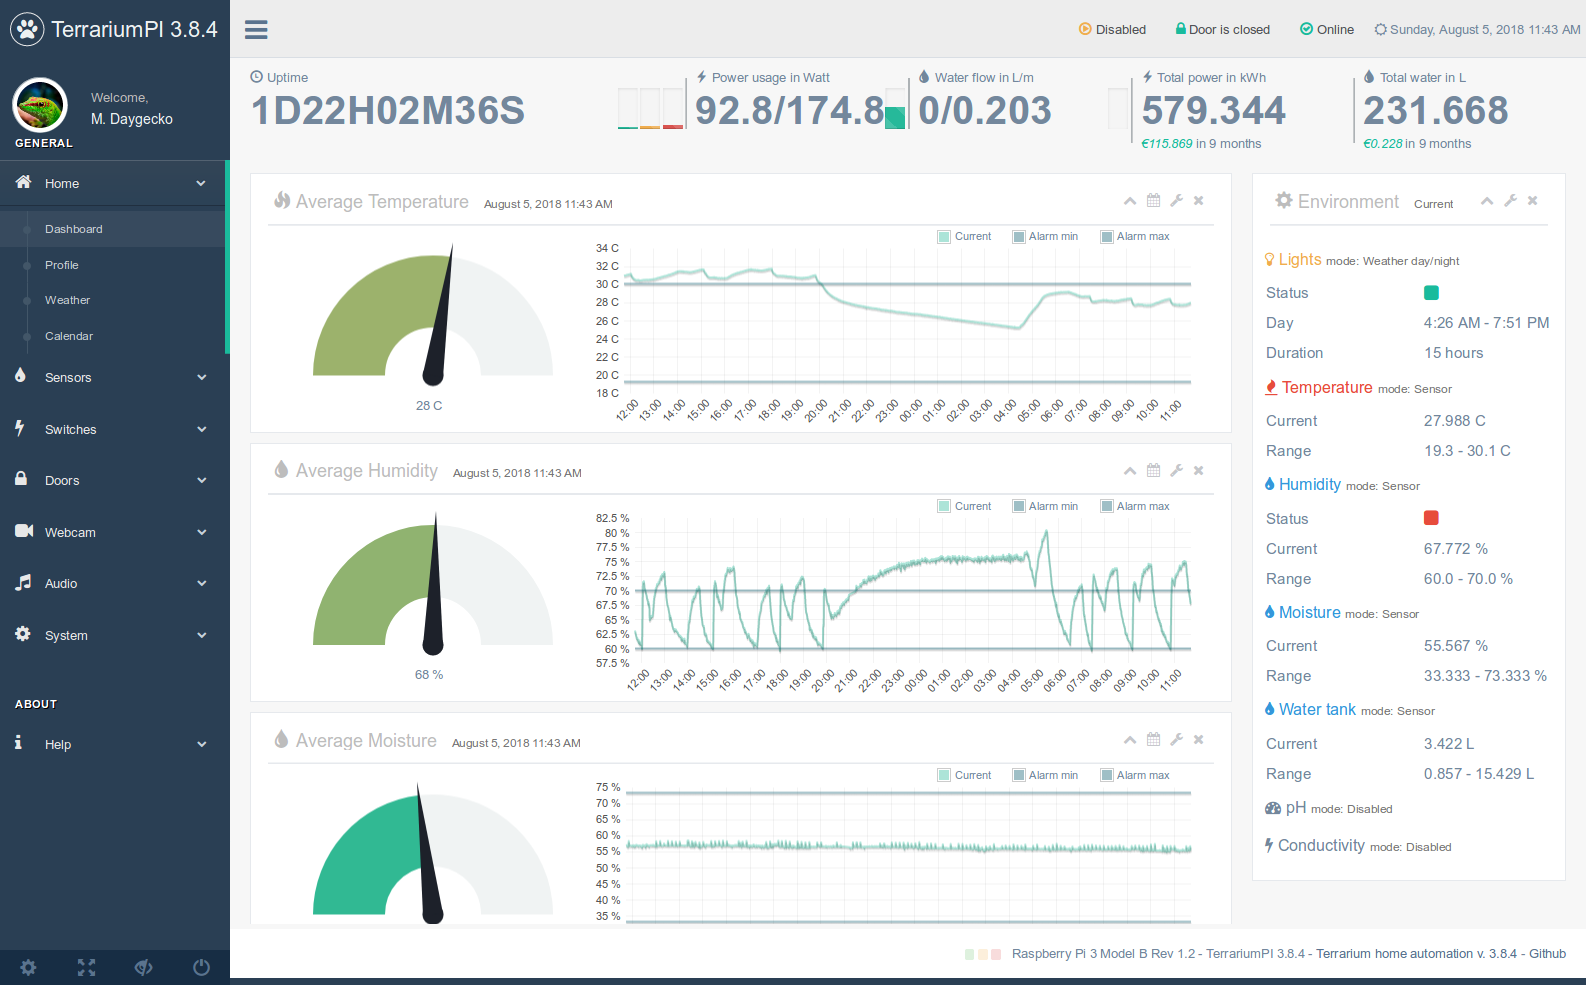 TerrariumPI 3.8.4
Disabled
Door is closed
Online
Sunday, August 5, 2018 11:43 AM
Welcome,
M. Daygecko
GENERAL
Home
Dashboard
Profile
Weather
Calendar
Sensors
Switches
Doors
Webcam
Audio
System
ABOUT
Help
Uptime
1D22H02M36S
Power usage in Watt
92.8/174.8
Water flow in L/m
0/0.203
Total power in kWh
579.344
€115.869 in 9 months
Total water in L
231.668
€0.228 in 9 months
Average Temperature August 5, 2018 11:43 AM
Current Alarm min Alarm max
34 C
32 C
30 C
28 C
26 C
24 C
22 C
20 C
18 C
12:00 13:00 14:00 15:00 16:00 17:00 18:00 19:00 20:00 21:00 22:00 23:00 00:00 01:00 02:00 03:00 04:00 05:00 06:00 07:00 08:00 09:00 10:00 11:00
28 C
Average Humidity August 5, 2018 11:43 AM
Current Alarm min Alarm max
82.5 %
80 %
77.5 %
75 %
72.5 %
70 %
67.5 %
65 %
62.5 %
60 %
57.5 %
12:00 13:00 14:00 15:00 16:00 17:00 18:00 19:00 20:00 21:00 22:00 23:00 00:00 01:00 02:00 03:00 04:00 05:00 06:00 07:00 08:00 09:00 10:00 11:00
68 %
Average Moisture August 5, 2018 11:43 AM
Current Alarm min Alarm max
75 %
70 %
65 %
60 %
55 %
50 %
45 %
40 %
35 %
Environment Current
Lights mode: Weather day/night
Status
Day 4:26 AM - 7:51 PM
Duration 15 hours
Temperature mode: Sensor
Current 27.988 C
Range 19.3 - 30.1 C
Humidity mode: Sensor
Status
Current 67.772 %
Range 60.0 - 70.0 %
Moisture mode: Sensor
Current 55.567 %
Range 33.333 - 73.333 %
Water tank mode: Sensor
Current 3.422 L
Range 0.857 - 15.429 L
pH mode: Disabled
Conductivity mode: Disabled
Raspberry Pi 3 Model B Rev 1.2 - TerrariumPI 3.8.4 - Terrarium home automation v. 3.8.4 - Github